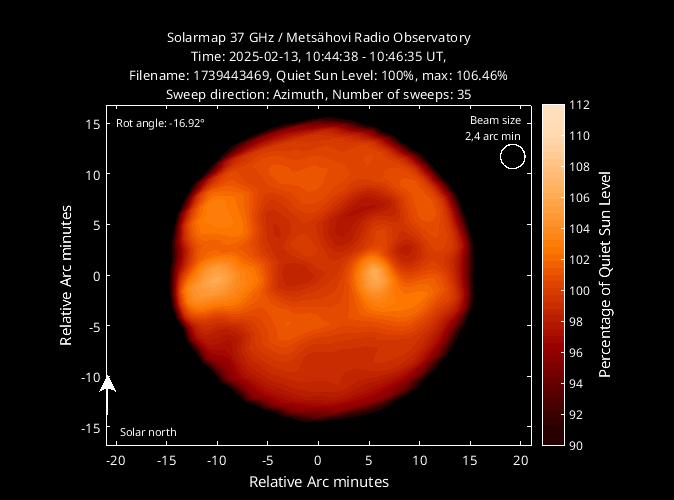 Solarmap 37 GHz / Metsähovi Radio Observatory
Time: 2025-02-13, 10:44:38 - 10:46:35 UT,
Filename: 1739443469, Quiet Sun Level: 100%, max: 106.46%
Sweep direction: Azimuth, Number of sweeps: 35
Rot angle: -16.92°
Beam size
2,4 arc min
Solar north
Relative Arc minutes
15
10
5
0
-5
-10
-15
-20 -15 -10 -5 0 5 10 15 20
Relative Arc minutes
112
110
108
106
104
102
100
98
96
94
92
90
Percentage of Quiet Sun Level